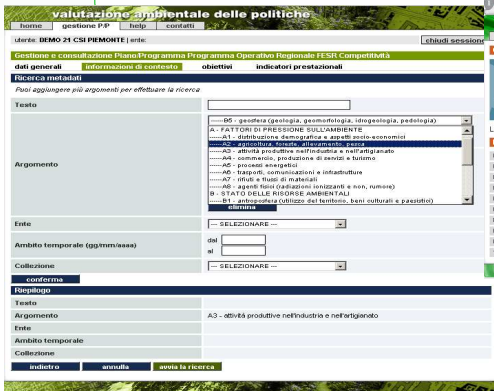 valutazione ambientale delle politiche
home gestione P/P help contatti
utente: DEMO 21 CSI PIEMONTE | ente: chiudi sessione
Gestione e consultazione Piano/Programma Programma Operativo Regionale FESR Competitività
dati generali informazioni di contesto obiettivi indicatori prestazionali
Ricerca metadati
Puoi aggiungere più argomenti per effettuare la ricerca
Testo
------B5 - geosfera (geologia, geomorfologia, idrogeologia, pedologia)
A - FATTORI DI PRESSIONE SULL'AMBIENTE
------A1 - distribuzione demografica e aspetti socio-economici
------A2 - agricoltura, foreste, allevamento, pesca
------A3 - attività produttive nell'industria e nell'artigianato
------A4 - commercio, produzione di servizi e turismo
Argomento
------A5 - processi energetici
------A6 - trasporti, comunicazioni e infrastrutture
------A7 - rifiuti e flussi di materiali
------A8 - agenti fisici (radiazioni ionizzanti e non, rumore)
B - STATO DELLE RISORSE AMBIENTALI
------B1 - antroposfera (utilizzo del territorio, beni culturali e paesistici)
elimina
Ente --- SELEZIONARE ---
Ambito temporale (gg/mm/aaaa) dal
al
Collezione --- SELEZIONARE ---
conferma
Riepilogo
Testo
Argomento A3 - attività produttive nell'industria e nell'artigianato
Ente
Ambito temporale
Collezione
indietro annulla avvia la ricerca